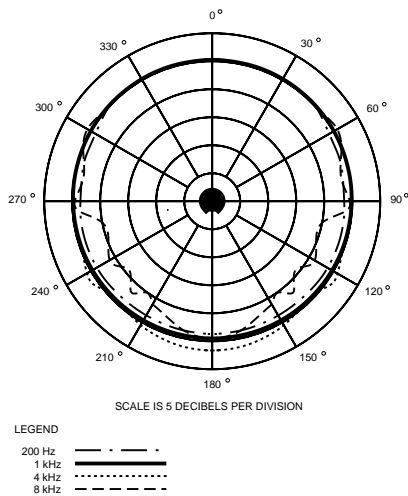 0°
330°
30°
300°
60°
270°
90°
240°
120°
210°
150°
180°
SCALE IS 5 DECIBELS PER DIVISION
LEGEND
200 Hz
1 kHz
4 kHz
8 kHz